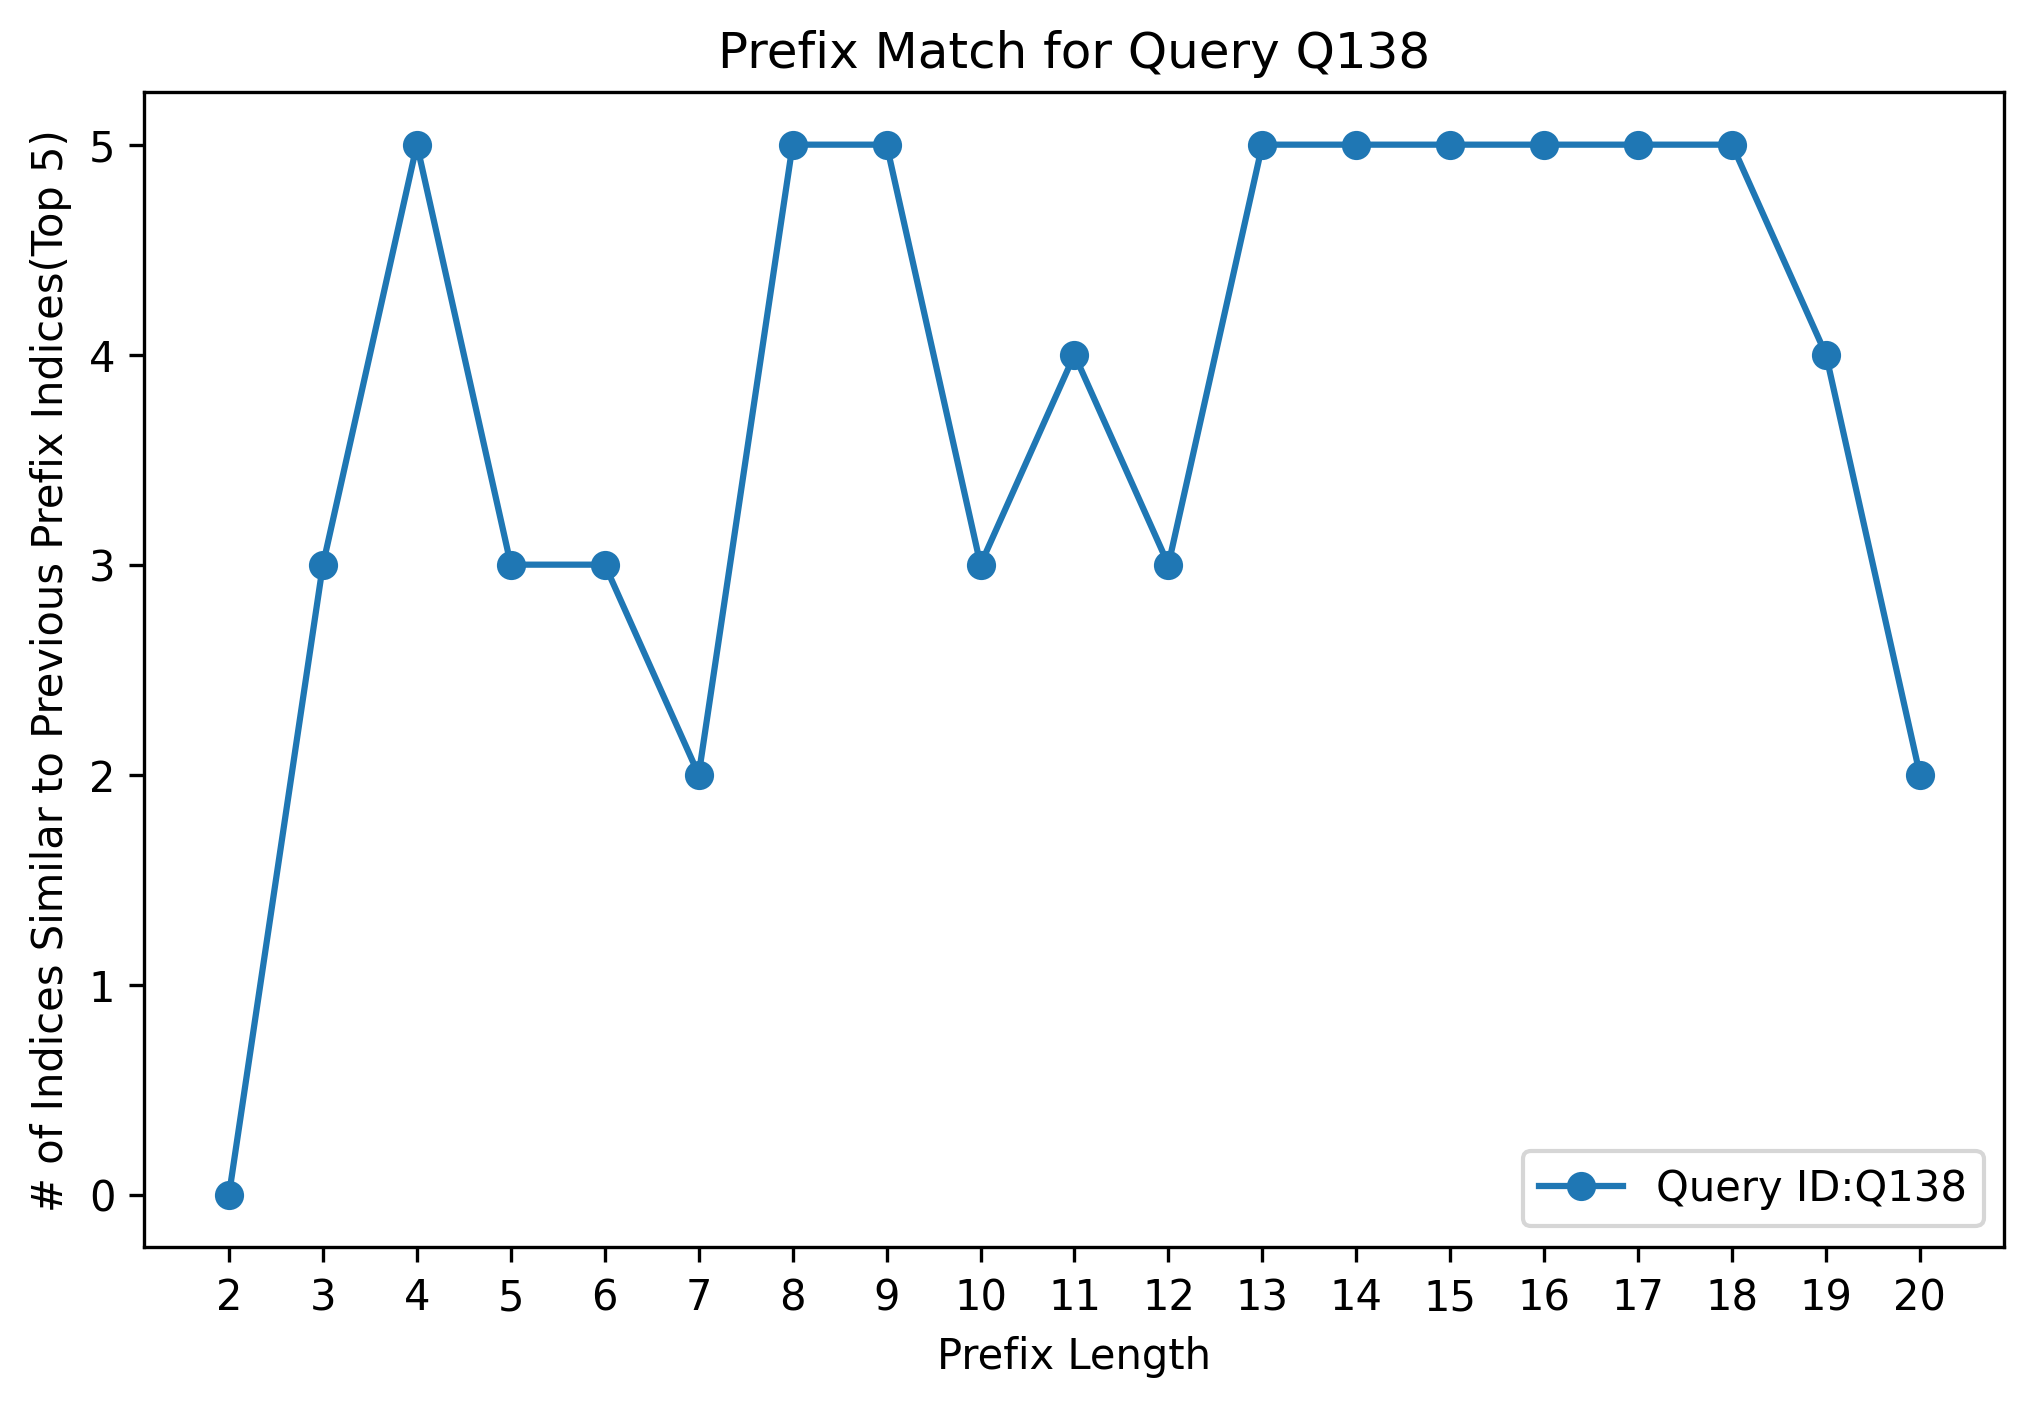 Prefix Match for Query Q138
# of Indices Similar to Previous Prefix Indices(Top 5)
5
4
3
2
1
0
Query ID:Q138
2 3 4 5 6 7 8 9 10 11 12 13 14 15 16 17 18 19 20
Prefix Length